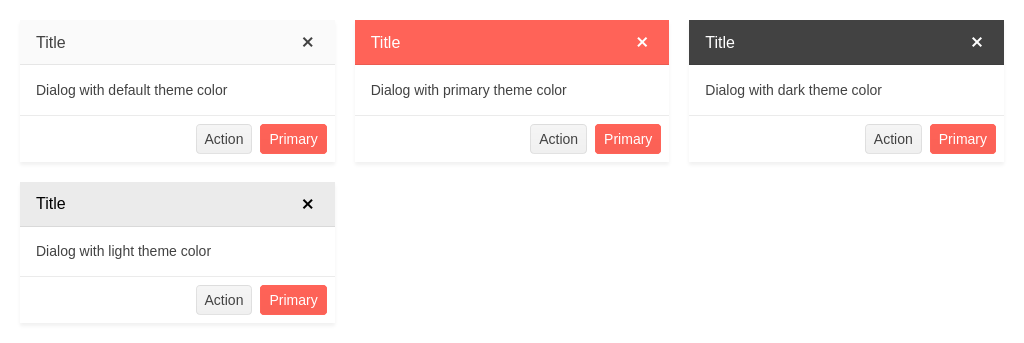 Title
Dialog with default theme color
Action Primary
Title
Dialog with primary theme color
Action Primary
Title
Dialog with dark theme color
Action Primary
Title
Dialog with light theme color
Action Primary